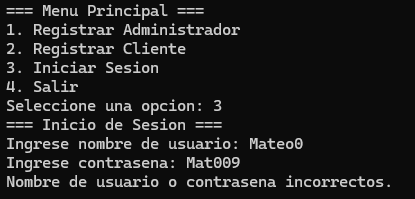 === Menu Principal ===
1. Registrar Administrador
2. Registrar Cliente
3. Iniciar Sesion
4. Salir
Seleccione una opcion: 3
=== Inicio de Sesion ===
Ingrese nombre de usuario: Mateo0
Ingrese contrasena: Mat009
Nombre de usuario o contrasena incorrectos.